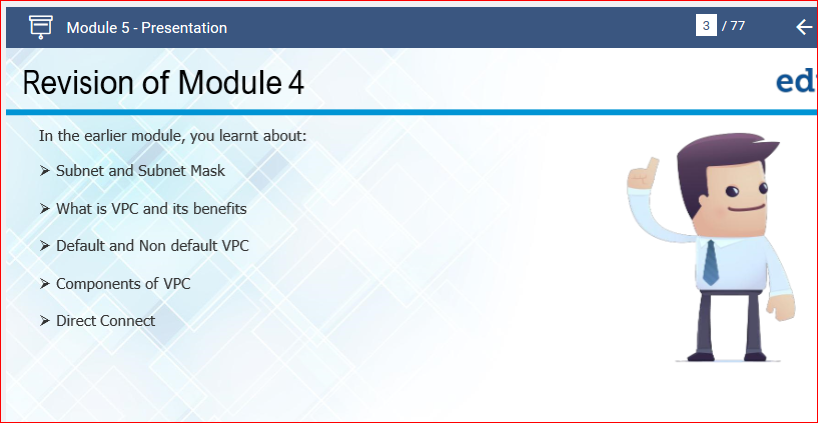 Module 5 - Presentation
3 / 77
Revision of Module 4
In the earlier module, you learnt about:
➢ Subnet and Subnet Mask
➢ What is VPC and its benefits
➢ Default and Non default VPC
➢ Components of VPC
➢ Direct Connect